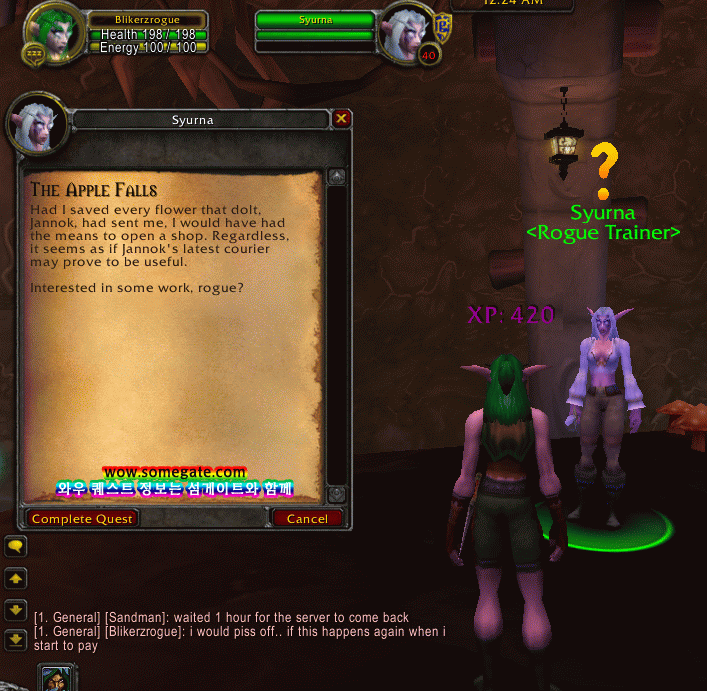 12:24 AM
Blikerzrogue
Health 198 / 198
Energy 100 / 100
zzz
Syurna
40
Syurna
The Apple Falls
Had I saved every flower that dolt,
Jannok, had sent me, I would have had
the means to open a shop. Regardless,
it seems as if Jannok's latest courier
may prove to be useful.
Interested in some work, rogue?
?
Syurna
<Rogue Trainer>
XP: 420
wow.somegate.com
와우 퀘스트 정보는 섬게이트와 함께
Complete Quest
Cancel
[1. General] [Sandman]: waited 1 hour for the server to come back
[1. General] [Blikerzrogue]: i would piss off.. if this happens again when i
start to pay